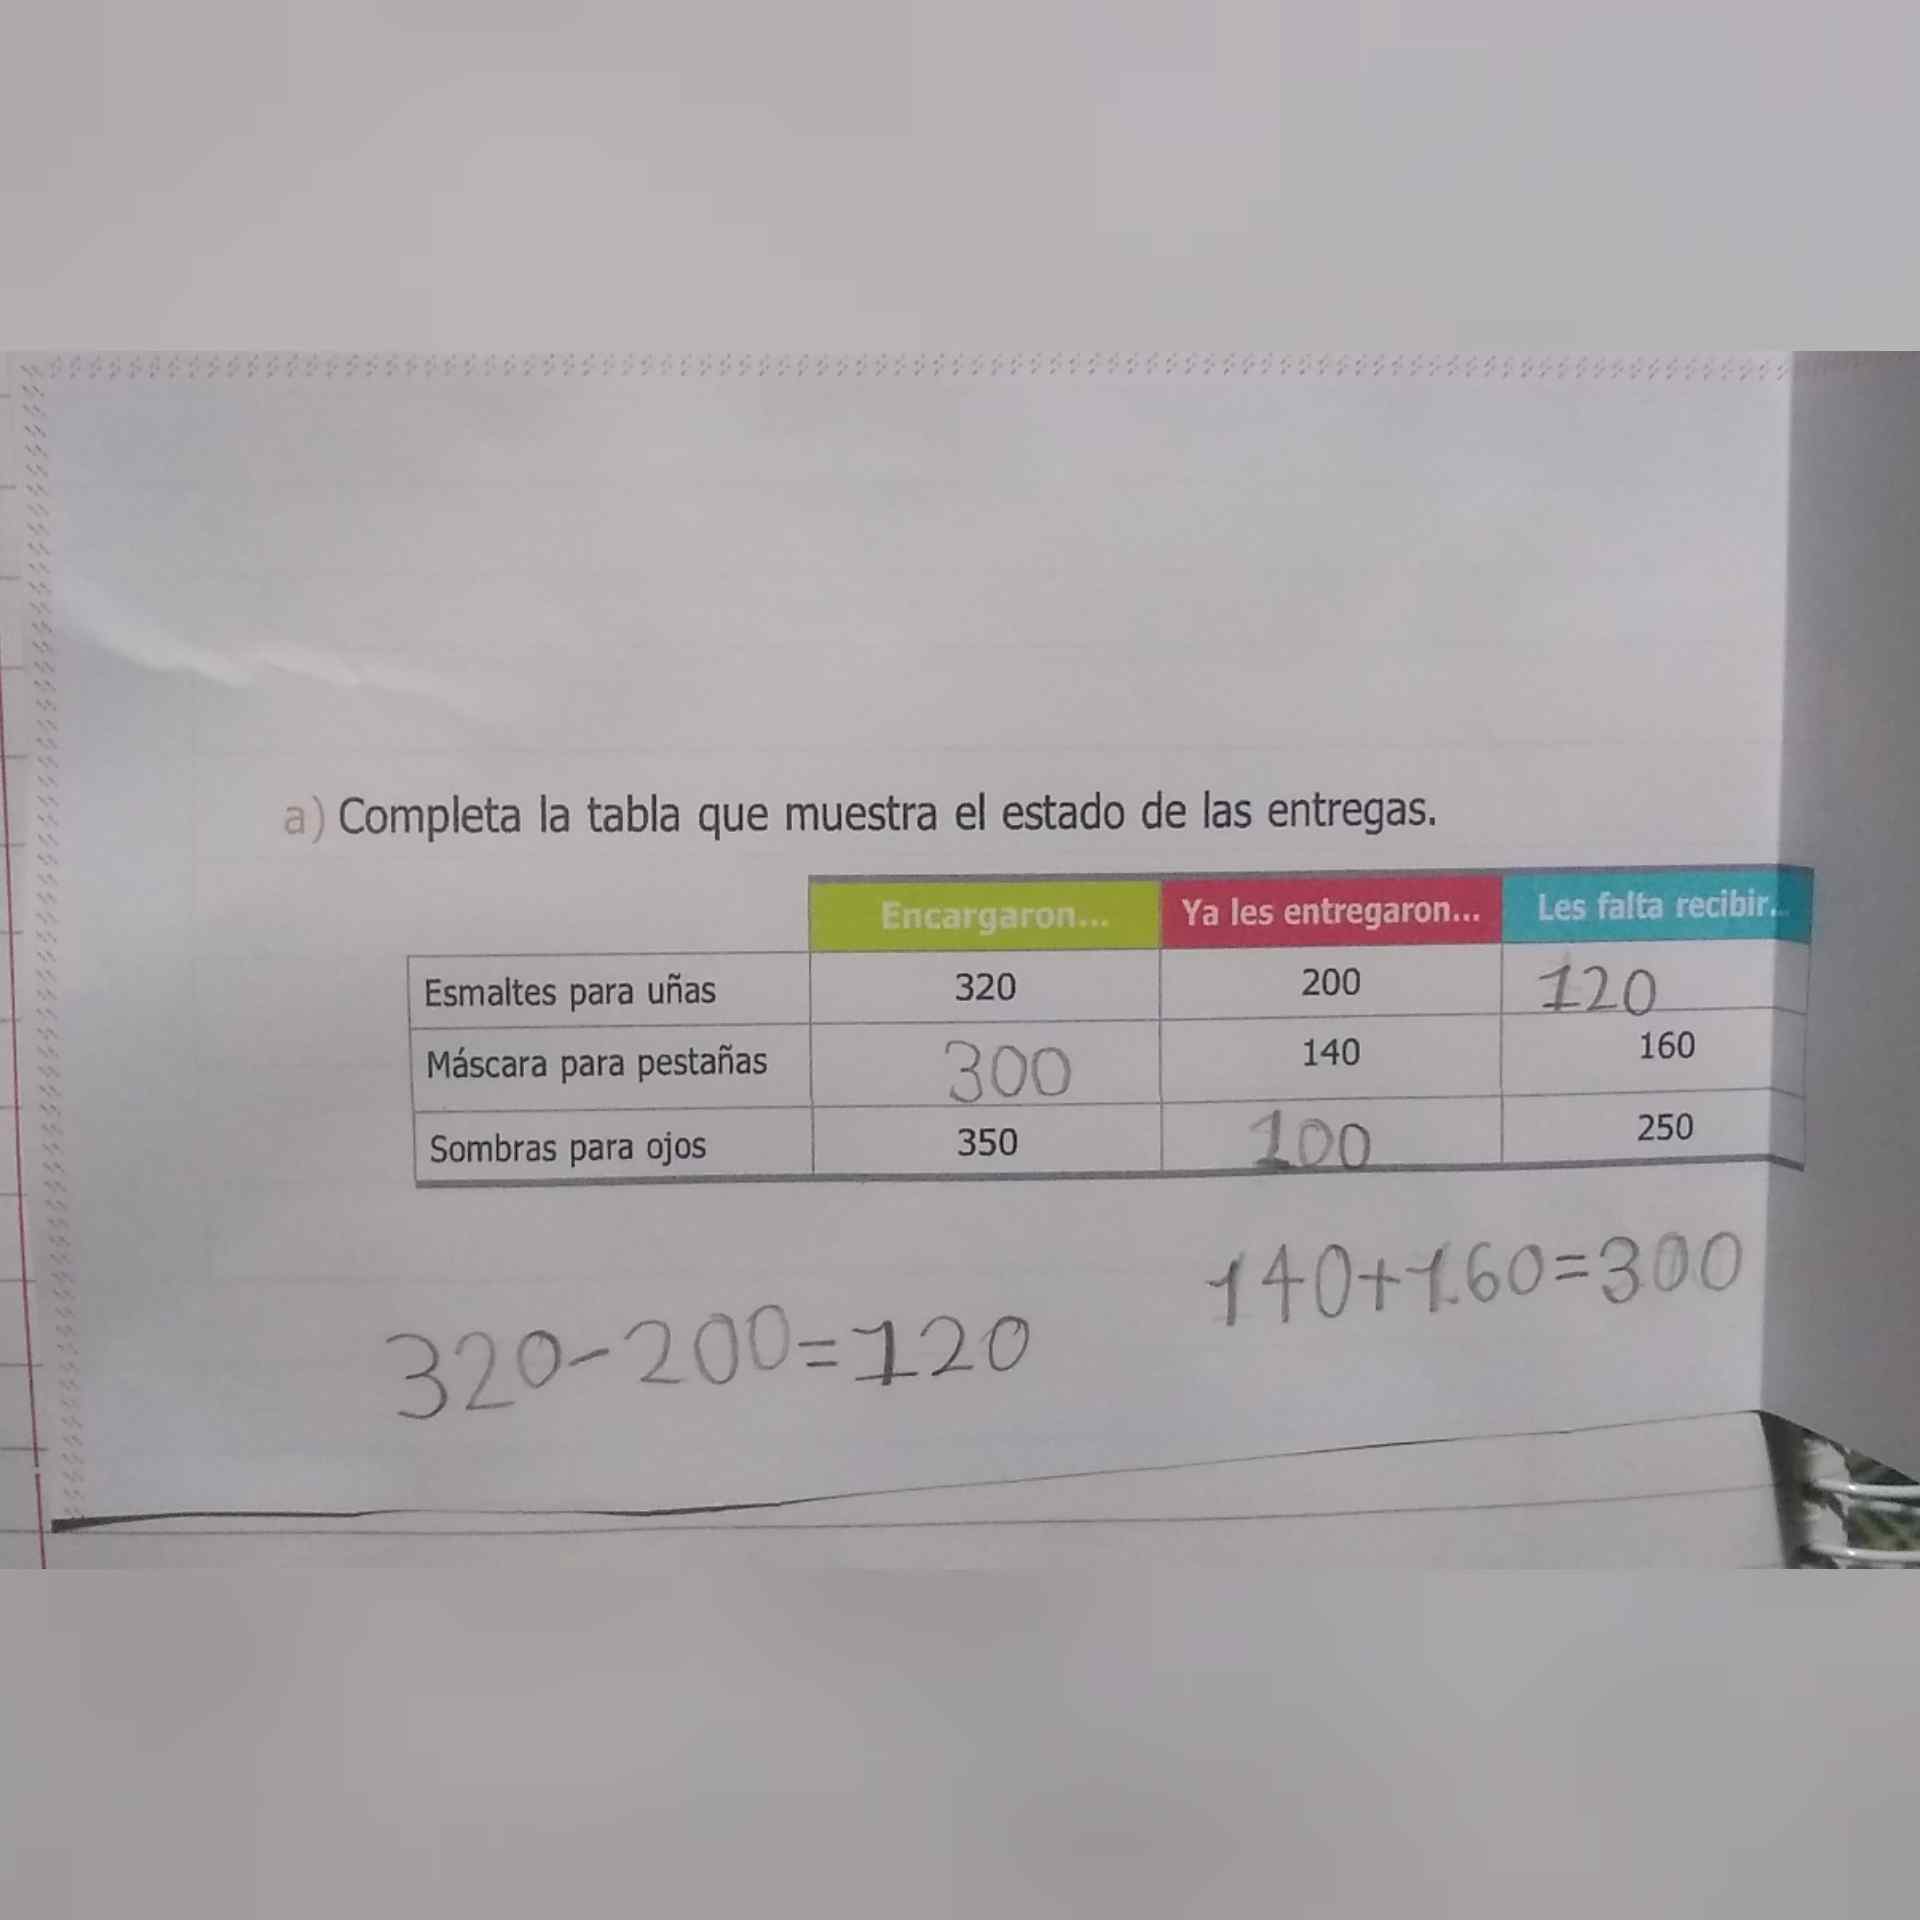 a) Completa la tabla que muestra el estado de las entregas.
Encargaron... Ya les entregaron... Les falta recibir...
Esmaltes para uñas 320 200 120
Máscara para pestañas 300 140 160
Sombras para ojos 350 100 250
140+160=300
320-200=120